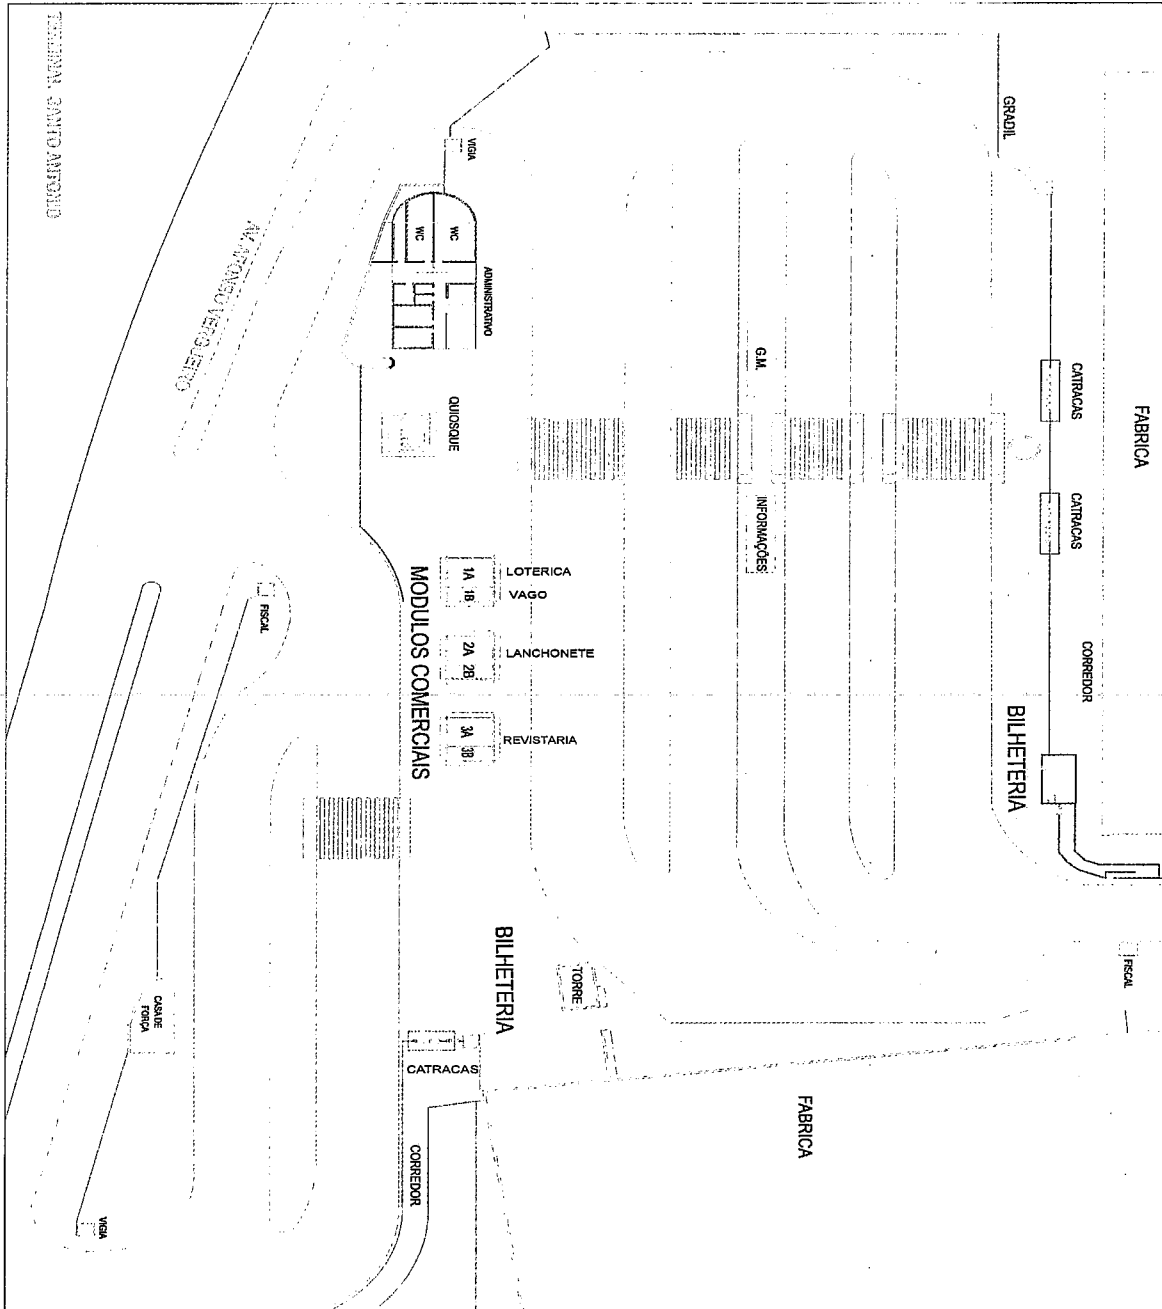 TERMINAL SANTO ANTONIO
AV. AFONSO VERGUEIRO
GRADIL
VIGIA
WC
WC
ADMINISTRATIVO
G.M.
CATRACAS
FABRICA
QUIOSQUE
INFORMAÇÕES
CATRACAS
LOTERICA
1A 1B
VAGO
FISCAL
MODULOS COMERCIAIS
2A 2B
LANCHONETE
CORREDOR
3A 3B
REVISTARIA
BILHETERIA
BILHETERIA
TORRE
FISCAL
CASA DE
FORÇA
CATRACAS
FABRICA
CORREDOR
VIGIA